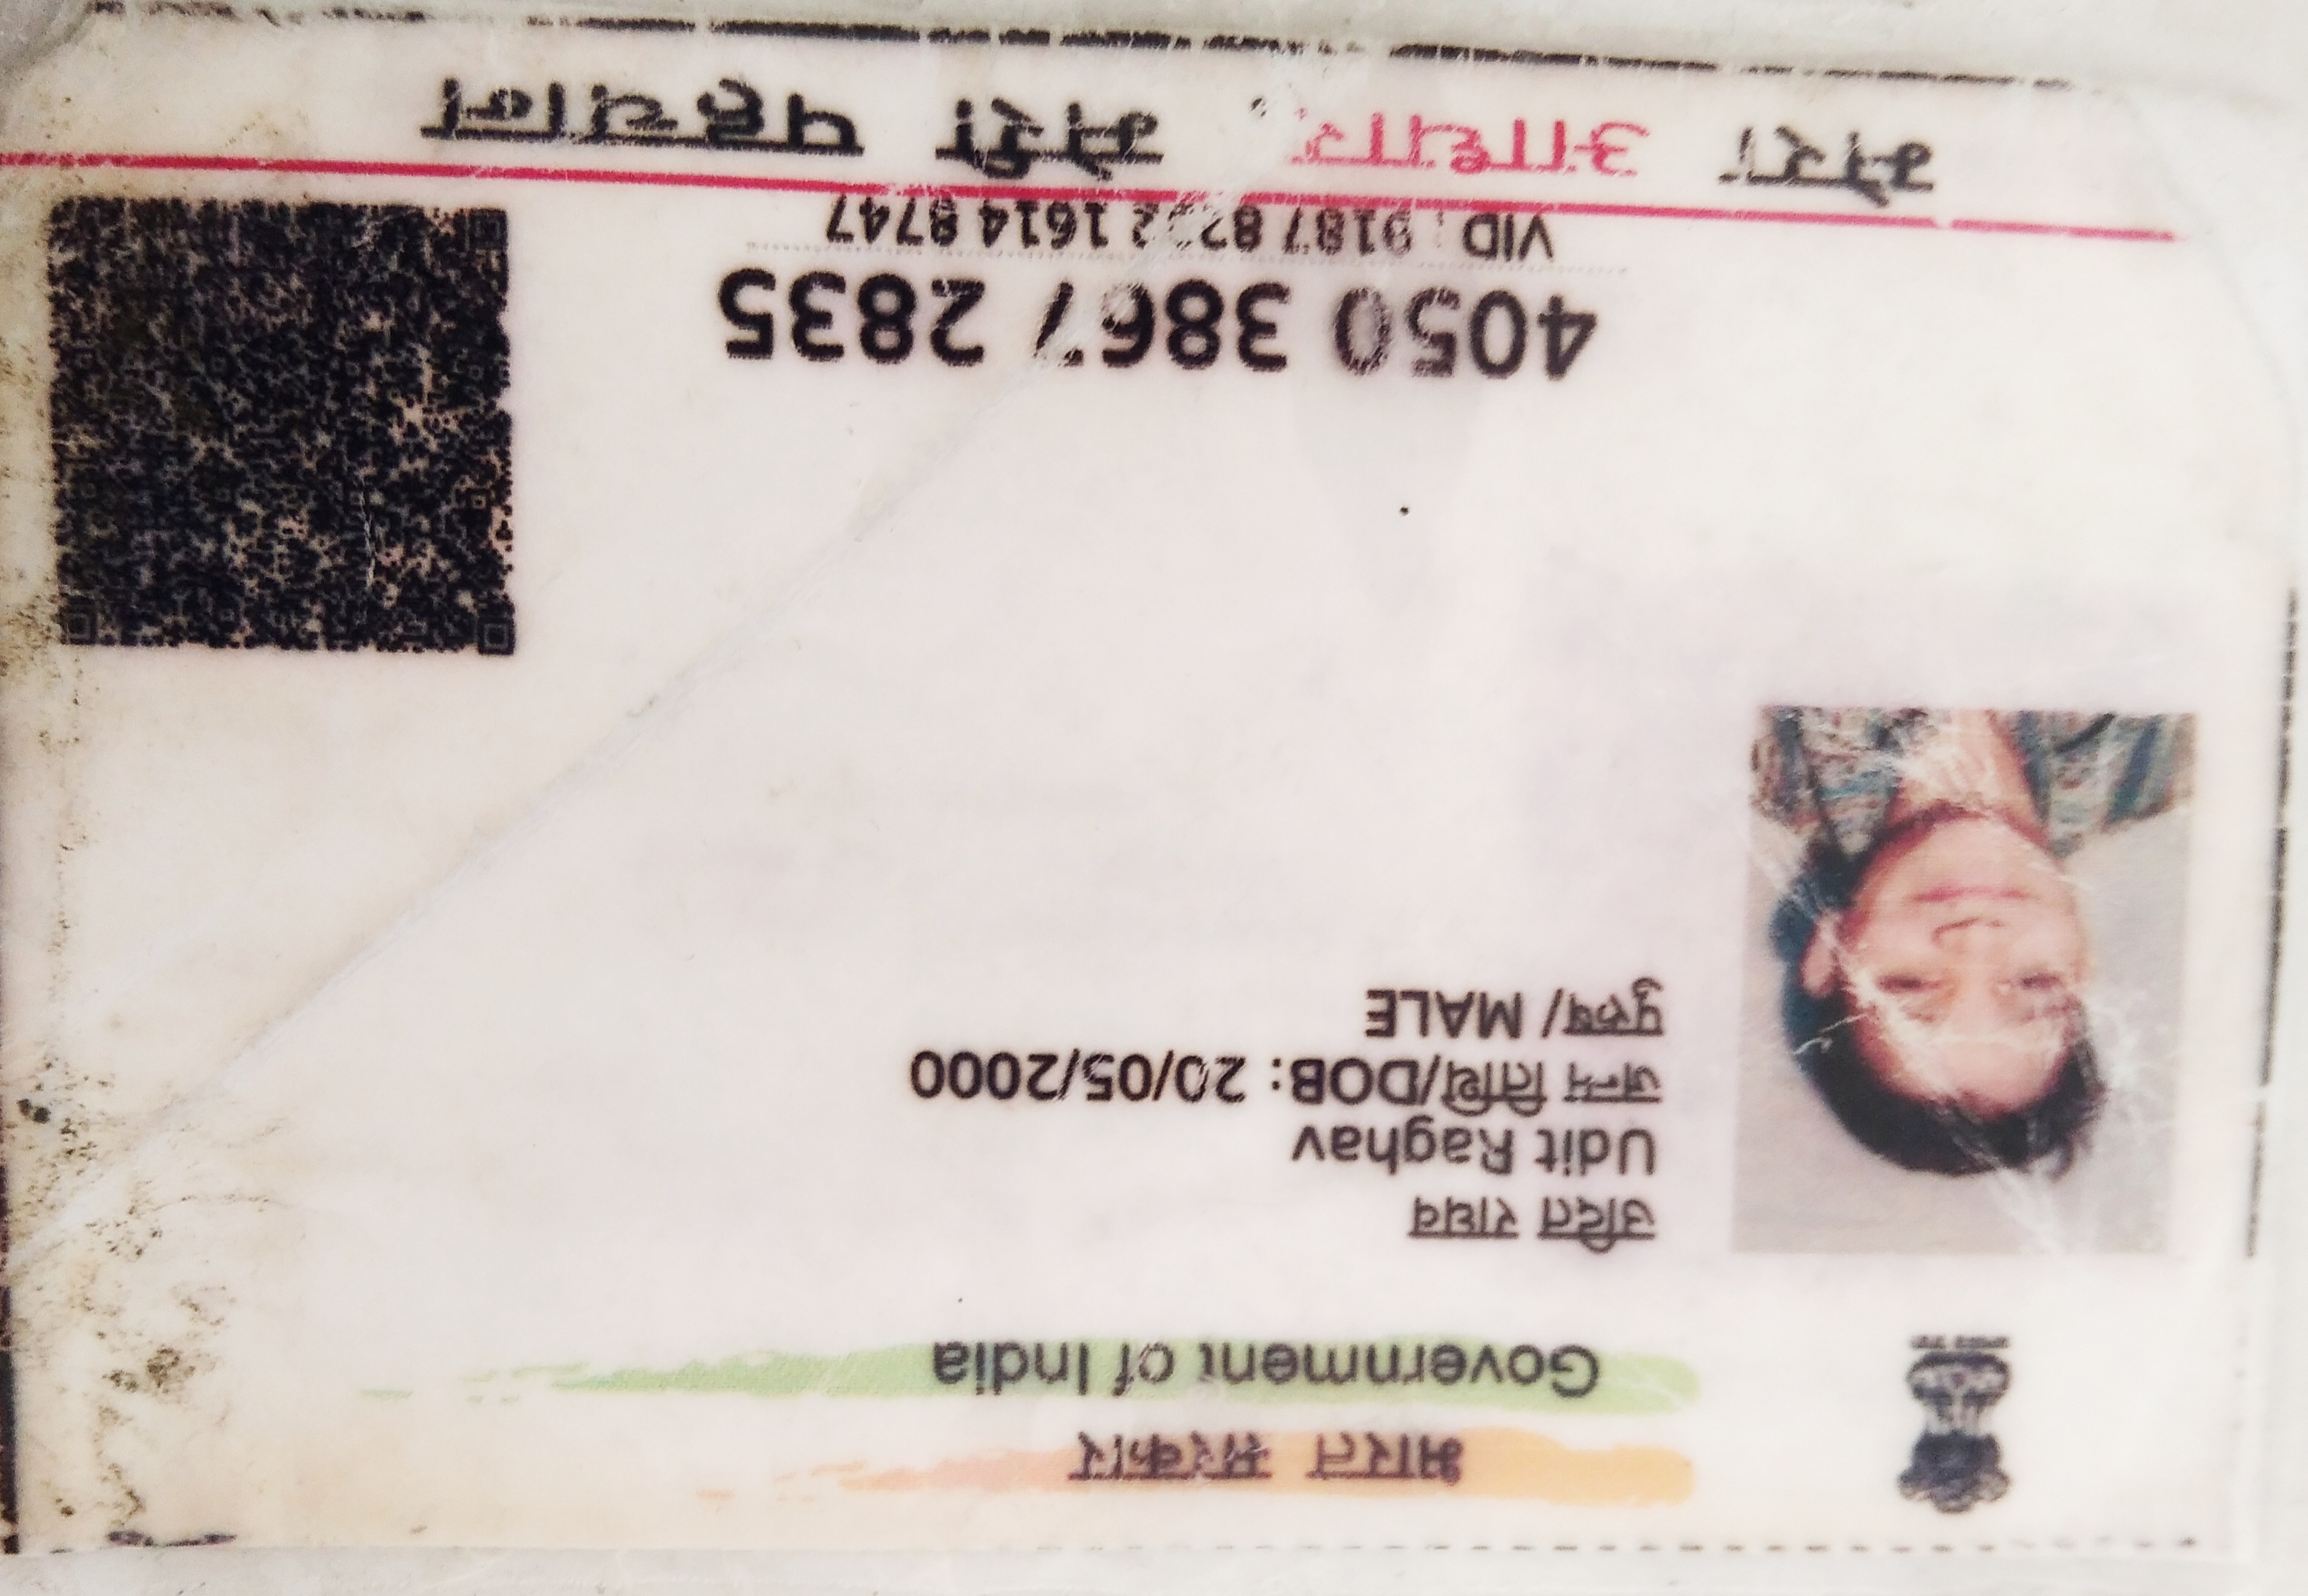 भारत सरकार
Government of India
उदित राघव
Udit Raghav
जन्म तिथि/DOB: 20/05/2000
पुरुष/ MALE
4050 3867 2835
VID : 9187 1614 8747
मेरा आधार मेरी पहचान